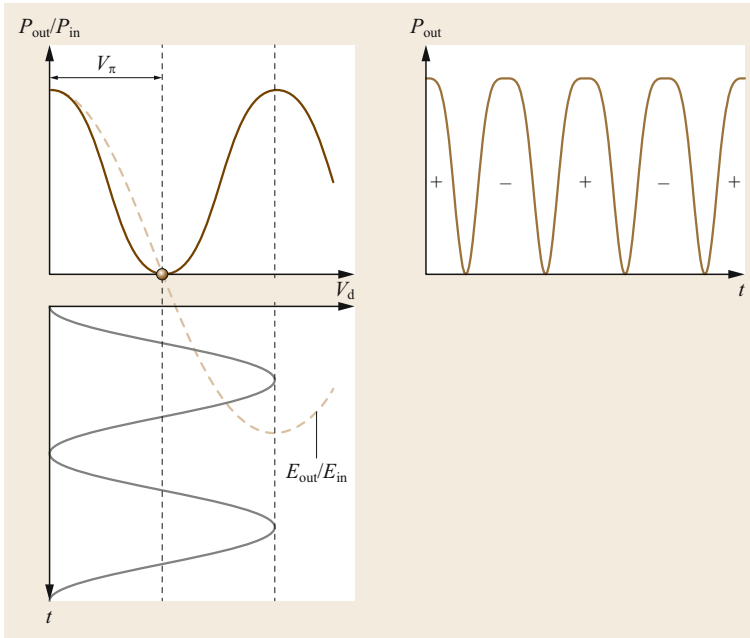 P_out/P_in
V_π
V_d
E_out/E_in
t
P_out
+ − + − +
t